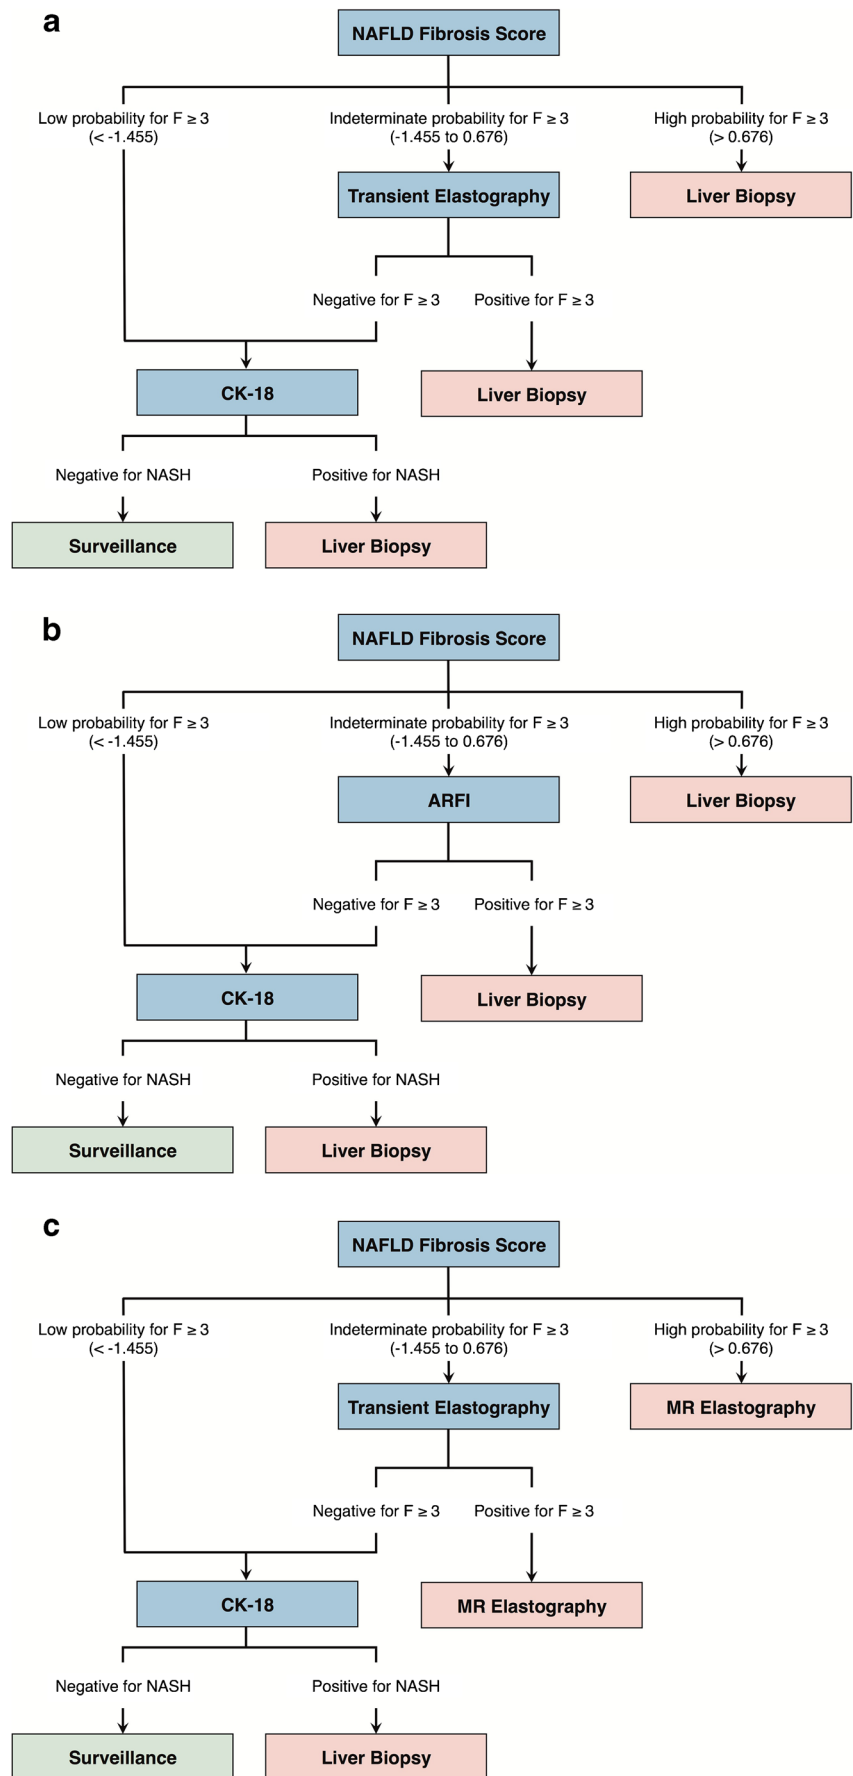 a
NAFLD Fibrosis Score
Low probability for F ≥ 3
(< -1.455)
Indeterminate probability for F ≥ 3
(-1.455 to 0.676)
High probability for F ≥ 3
(> 0.676)
Transient Elastography
Liver Biopsy
Negative for F ≥ 3
Positive for F ≥ 3
CK-18
Liver Biopsy
Negative for NASH
Positive for NASH
Surveillance
Liver Biopsy
b
NAFLD Fibrosis Score
Low probability for F ≥ 3
(< -1.455)
Indeterminate probability for F ≥ 3
(-1.455 to 0.676)
High probability for F ≥ 3
(> 0.676)
ARFI
Liver Biopsy
Negative for F ≥ 3
Positive for F ≥ 3
CK-18
Liver Biopsy
Negative for NASH
Positive for NASH
Surveillance
Liver Biopsy
c
NAFLD Fibrosis Score
Low probability for F ≥ 3
(< -1.455)
Indeterminate probability for F ≥ 3
(-1.455 to 0.676)
High probability for F ≥ 3
(> 0.676)
Transient Elastography
MR Elastography
Negative for F ≥ 3
Positive for F ≥ 3
CK-18
MR Elastography
Negative for NASH
Positive for NASH
Surveillance
Liver Biopsy